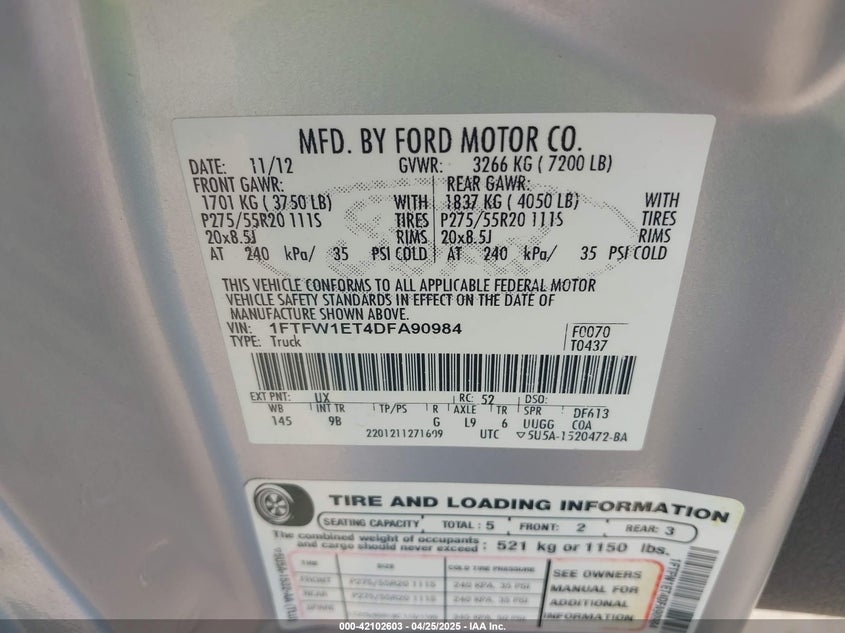 MFD. BY FORD MOTOR CO.
DATE: 11/12 GVWR: 3266 KG ( 7200 LB)
FRONT GAWR: REAR GAWR:
1701 KG ( 3750 LB) WITH 1837 KG ( 4050 LB) WITH
P275/55R20 111S TIRES P275/55R20 111S TIRES
20x8.5J RIMS 20x8.5J RIMS
AT 240 kPa/ 35 PSI COLD AT 240 kPa/ 35 PSI COLD
THIS VEHICLE CONFORMS TO ALL APPLICABLE FEDERAL MOTOR
VEHICLE SAFETY STANDARDS IN EFFECT ON THE DATE OF
MANUFACTURE SHOWN ABOVE.
VIN: 1FTFW1ET4DFA90984 F0070
TYPE: Truck T0437
EXT PNT: UX RC: 52 DSO:
WB INT TR TP/PS R AXLE TR SPR DF613
145 9B G L9 6 UUGG COA
2201211271609 UTC 5U5A-1520472-BA
TIRE AND LOADING INFORMATION
SEATING CAPACITY TOTAL : 5 FRONT: 2 REAR: 3
The combined weight of occupants
and cargo should never exceed : 521 kg or 1150 lbs.
TIRE SIZE COLD TIRE PRESSURE
FRONT P275/55R20 111S 240 KPA, 35 PSI
REAR P275/55R20 111S 240 KPA, 35 PSI
SPARE
SEE OWNERS
MANUAL FOR
ADDITIONAL
INFORMATION
000-42102603 - 04/25/2025 - IAA Inc.